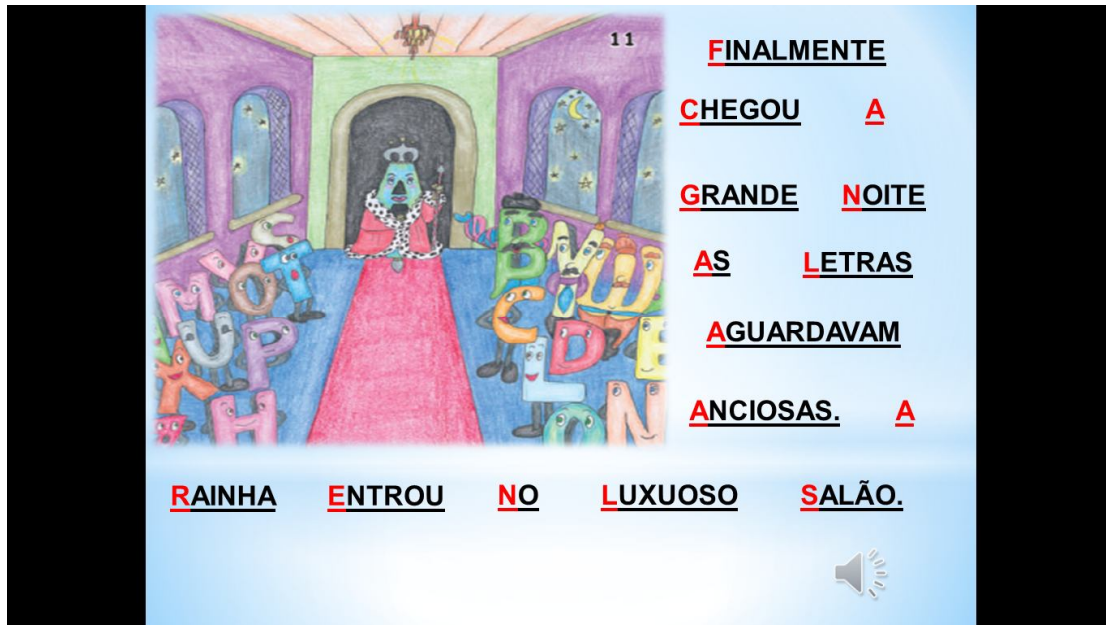 11
FINALMENTE
CHEGOU A
GRANDE NOITE
AS LETRAS
AGUARDAVAM
ANCIOSAS. A
RAINHA ENTROU NO LUXUOSO SALÃO.